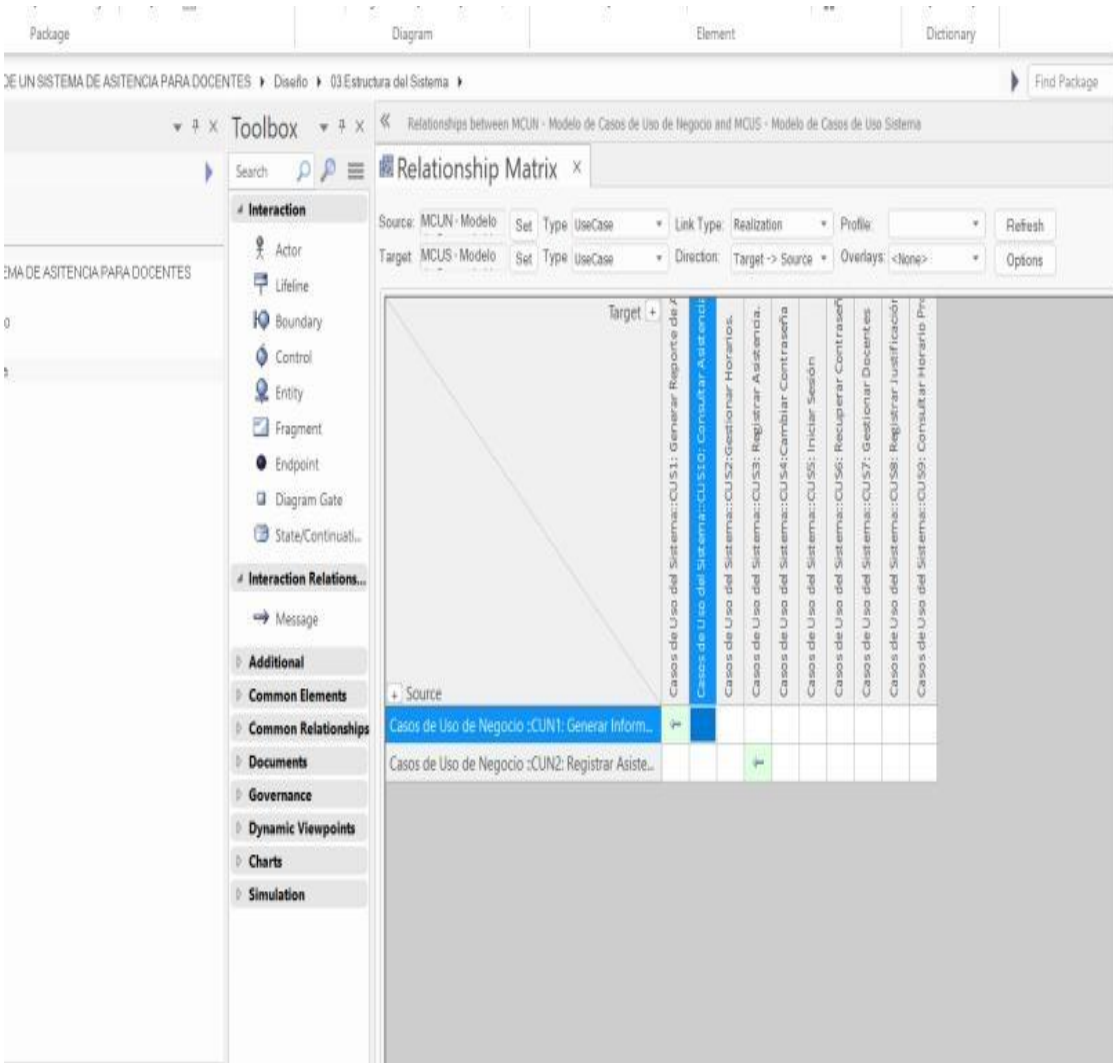 Package
Diagram
Element
Dictionary
DE UN SISTEMA DE ASITENCIA PARA DOCENTES
Diseño
03.Estructura del Sistema
Find Package
Toolbox
Relationships between MCUN - Modelo de Casos de Uso de Negocio and MCUS - Modelo de Casos de Uso Sistema
Search
Relationship Matrix
Interaction
Actor
Lifeline
Boundary
Control
Entity
Fragment
Endpoint
Diagram Gate
State/Continuati...
Interaction Relations...
Message
Additional
Common Elements
Common Relationships
Documents
Governance
Dynamic Viewpoints
Charts
Simulation
EMA DE ASITENCIA PARA DOCENTES
Source: MCUN - Modelo Set Type UseCase Link Type: Realization Profile: Refresh
Target MCUS - Modelo Set Type UseCase Direction: Target -> Source Overlays: <None> Options
Target +
Casos de Uso del Sistema::CUS1: Generar Reporte de A
Casos de Uso del Sistema::CUS10: Consultar Asistencia
Casos de Uso del Sistema::CUS2:Gestionar Horarios.
Casos de Uso del Sistema::CUS3: Registrar Asistencia.
Casos de Uso del Sistema::CUS4:Cambiar Contraseña
Casos de Uso del Sistema::CUS5: Iniciar Sesión
Casos de Uso del Sistema::CUS6: Recuperar Contraseñ
Casos de Uso del Sistema::CUS7: Gestionar Docentes
Casos de Uso del Sistema::CUS8: Registrar Justificación
Casos de Uso del Sistema::CUS9: Consultar Horario Pro
+ Source
Casos de Uso de Negocio ::CUN1: Generar Inform...
Casos de Uso de Negocio ::CUN2: Registrar Asiste...